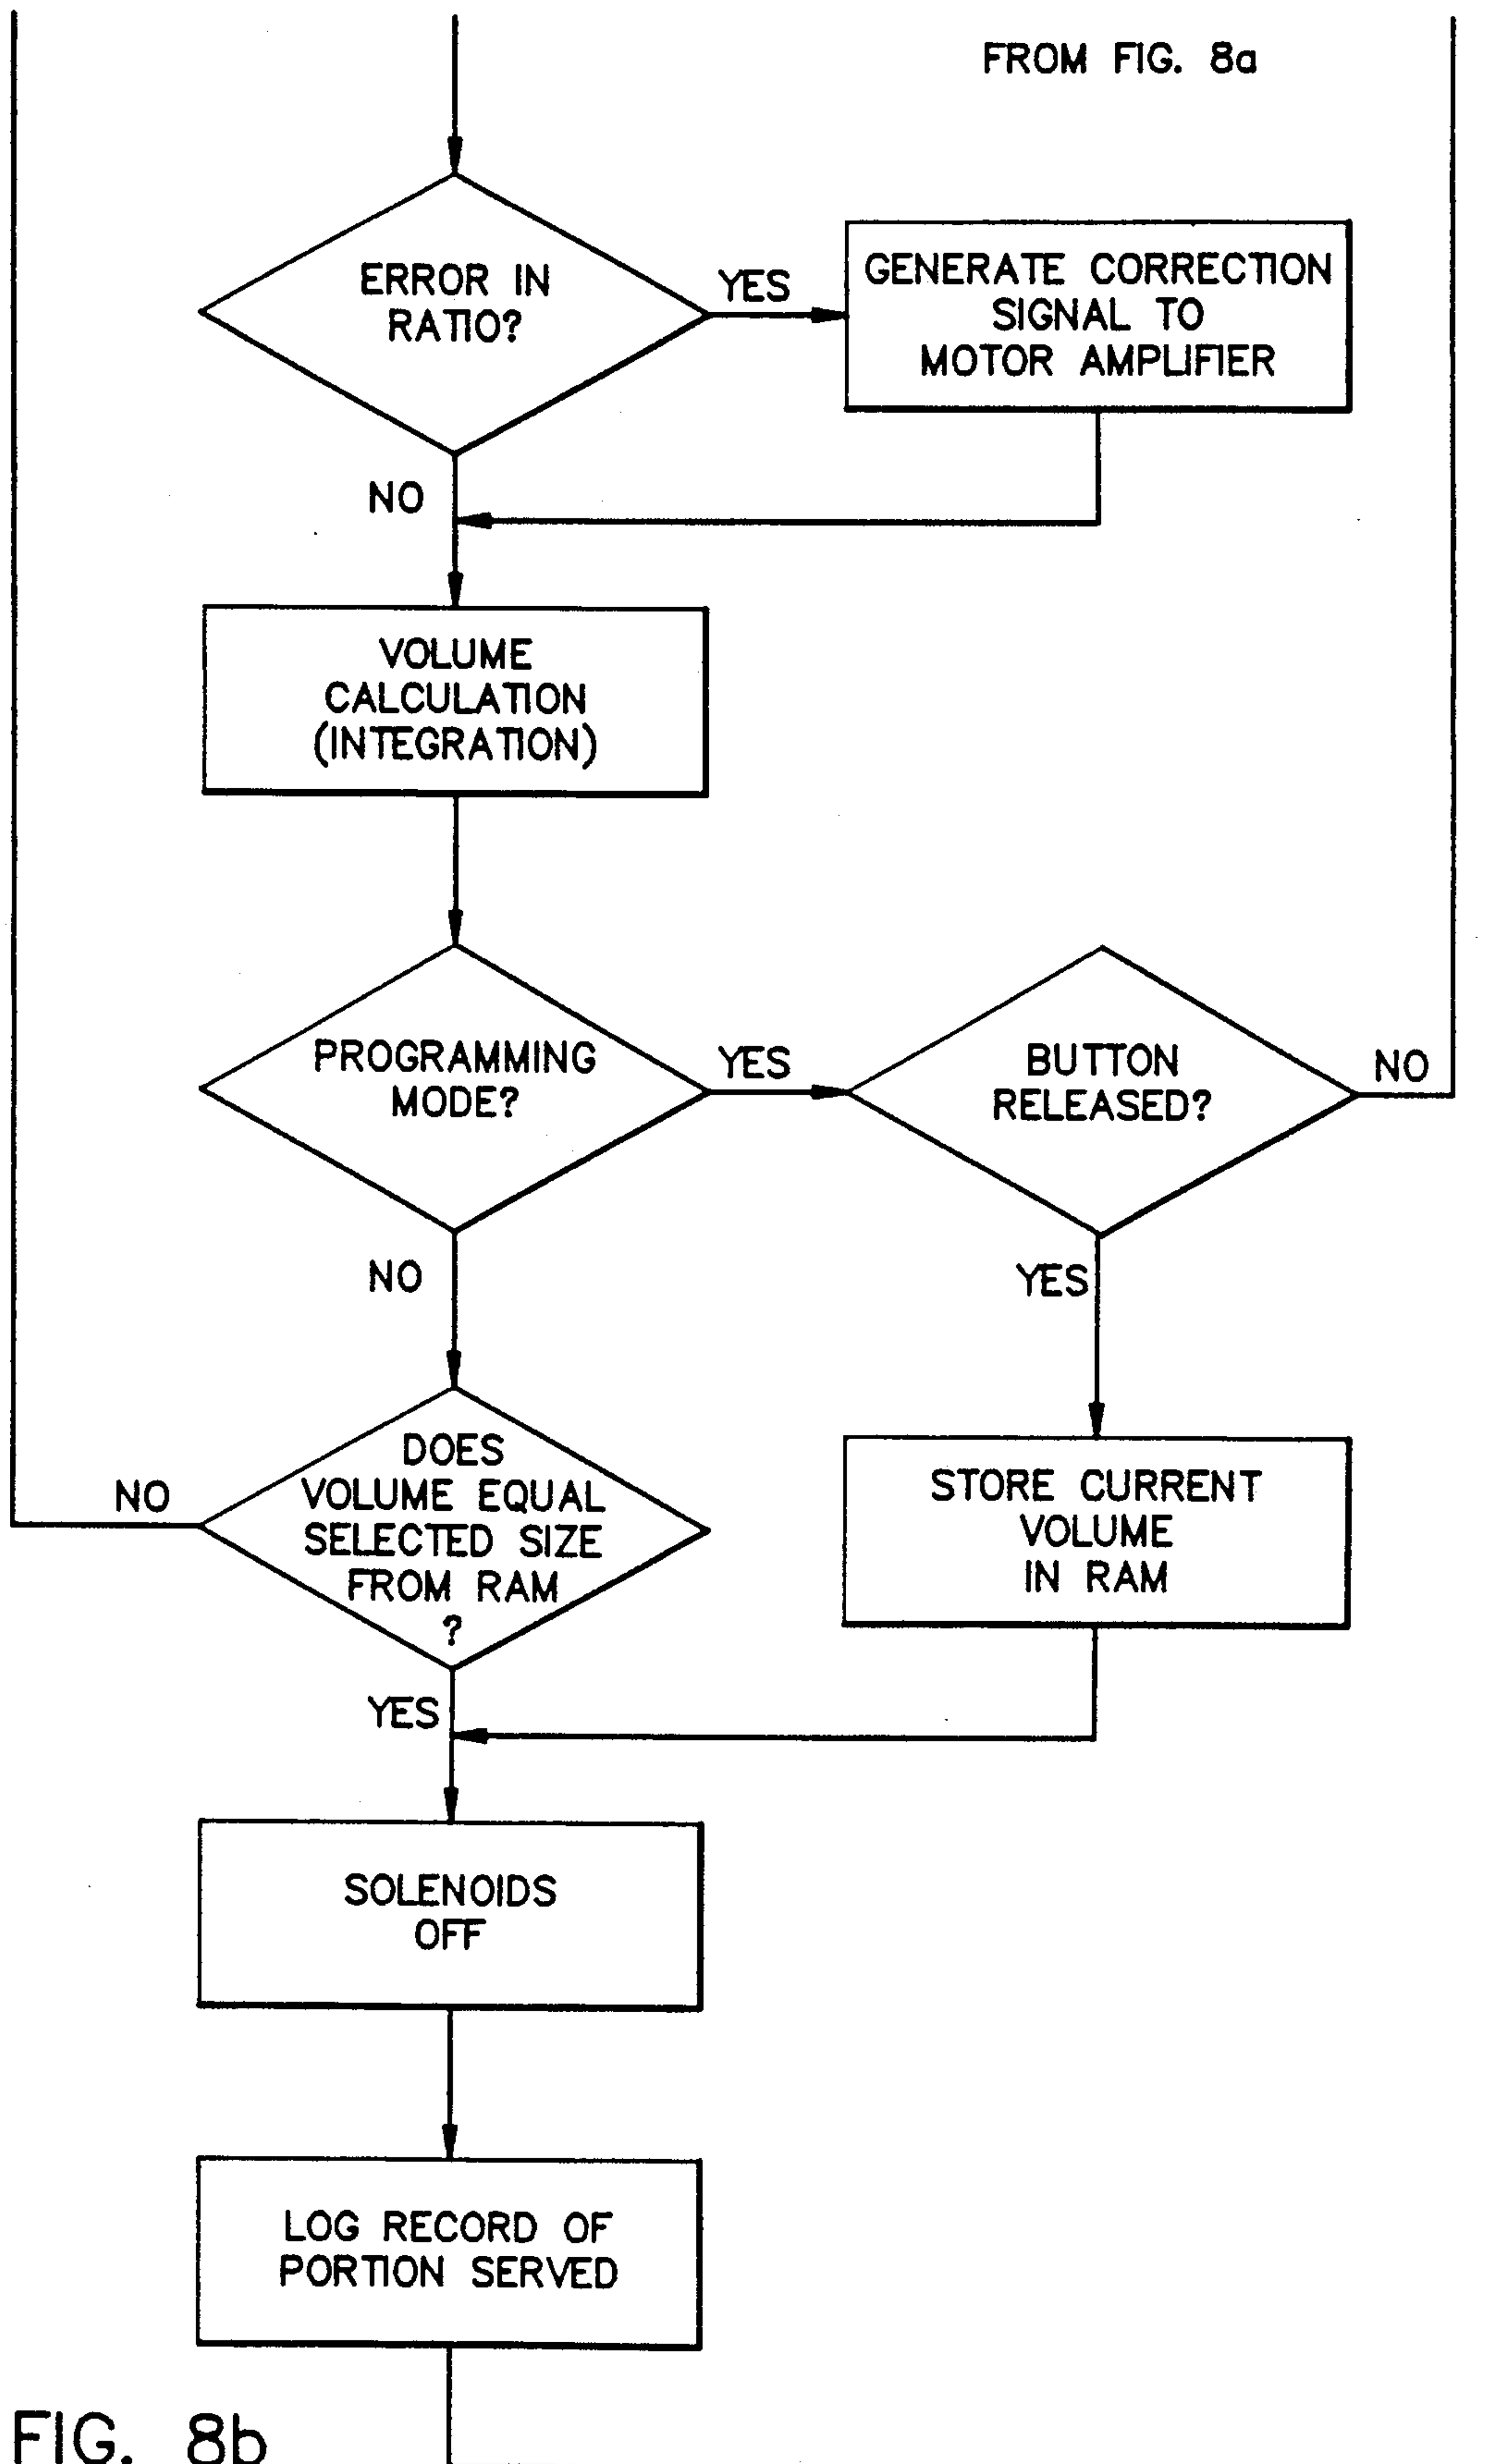 FROM FIG. 8a
ERROR IN
RATIO?
YES
GENERATE CORRECTION
SIGNAL TO
MOTOR AMPLIFIER
NO
VOLUME
CALCULATION
(INTEGRATION)
PROGRAMMING
MODE?
YES
BUTTON
RELEASED?
NO
NO
YES
DOES
VOLUME EQUAL
SELECTED SIZE
FROM RAM
?
NO
STORE CURRENT
VOLUME
IN RAM
YES
SOLENOIDS
OFF
LOG RECORD OF
PORTION SERVED
FIG. 8b